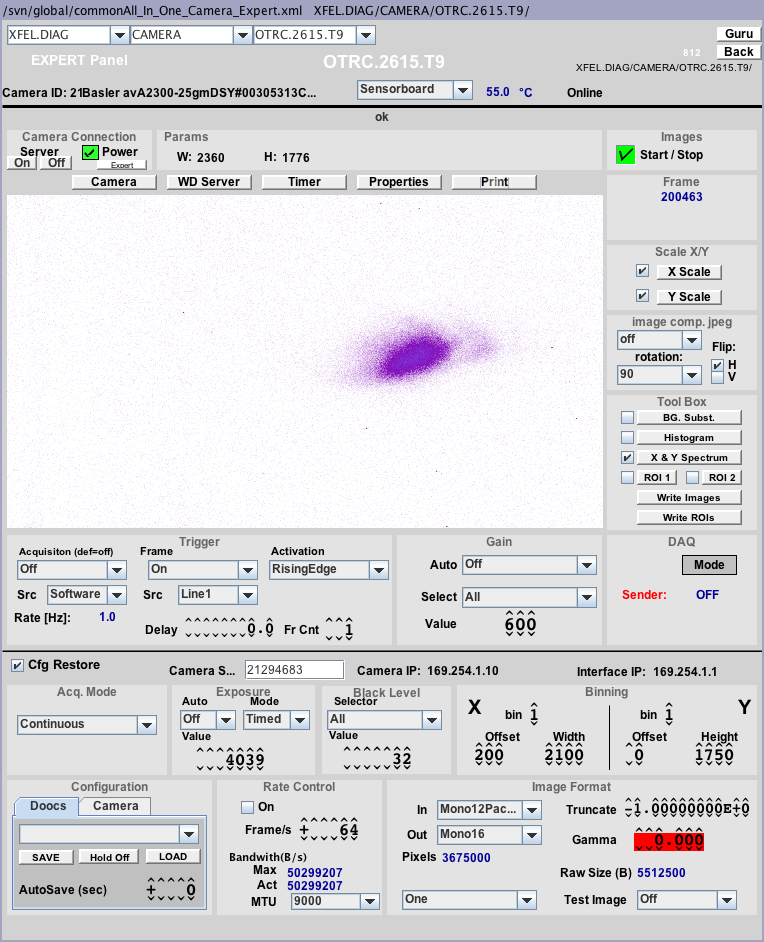 /svn/global/commonAll_In_One_Camera_Expert.xml XFEL.DIAG/CAMERA/OTRC.2615.T9/
XFEL.DIAG CAMERA OTRC.2615.T9 Guru
812 Back
EXPERT Panel OTRC.2615.T9 XFEL.DIAG/CAMERA/OTRC.2615.T9/
Camera ID: 21Basler avA2300-25gmDSY#00305313C... Sensorboard 55.0 °C Online
ok
Camera Connection Params Images
Server Power W: 2360 H: 1776 Start / Stop
On Off Expert
Camera WD Server Timer Properties Print Frame
200463
Scale X/Y
X Scale
Y Scale
image comp. jpeg
off Flip:
rotation: H
90 V
Tool Box
BG. Subst.
Histogram
X & Y Spectrum
ROI 1 ROI 2
Write Images
Write ROIs
Trigger Gain DAQ
Acquisiton (def=off) Frame Activation
Off On RisingEdge Auto Off Mode
Src Software Src Line1 Select All Sender: OFF
Rate [Hz]: 1.0 Delay 0.0 Fr Cnt 1 Value 600
Cfg Restore Camera S... 21294683 Camera IP: 169.254.1.10 Interface IP: 169.254.1.1
Acq. Mode Exposure Black Level Binning
Auto Mode Selector X bin 1 bin 1 Y
Continuous Off Timed All
Value Value Offset Width Offset Height
4039 32 200 2100 0 1750
Configuration Rate Control Image Format
Doocs Camera On In Mono12Pac... Truncate -1.00000000E+0
Frame/s + 64 Out Mono16 Gamma 0.000
SAVE Hold Off LOAD Bandwith(B/s) Pixels 3675000
Max 50299207 Raw Size (B) 5512500
AutoSave (sec) + 0 Act 50299207
MTU 9000 One Test Image Off